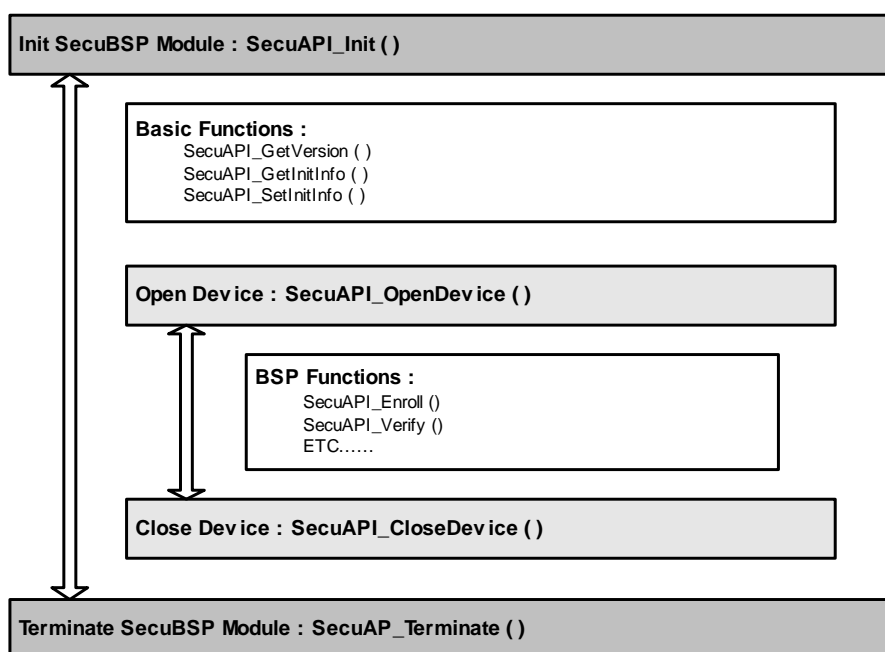 Init SecuBSP Module : SecuAPI_Init ( )
Basic Functions :
SecuAPI_GetVersion ( )
SecuAPI_GetInitInfo ( )
SecuAPI_SetInitInfo ( )
Open Device : SecuAPI_OpenDevice ( )
BSP Functions :
SecuAPI_Enroll ()
SecuAPI_Verify ()
ETC......
Close Device : SecuAPI_CloseDevice ( )
Terminate SecuBSP Module : SecuAP_Terminate ( )